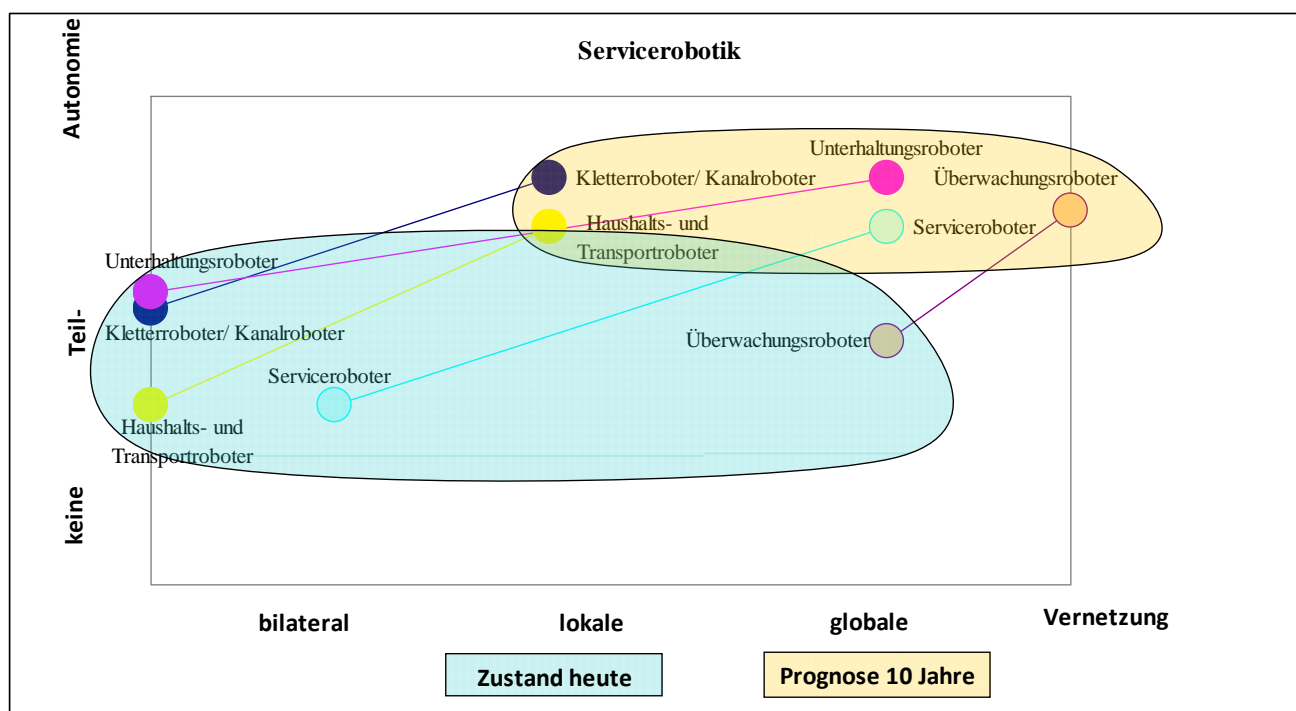 Autonomie
Servicerobotik
Unterhaltungsroboter
Kletterroboter/ Kanalroboter
Überwachungsroboter
Haushalts- und
Transportroboter
Serviceroboter
Unterhaltungsroboter
Teil-
Kletterroboter/ Kanalroboter
Überwachungsroboter
Serviceroboter
Haushalts- und
Transportroboter
keine
bilateral
lokale
globale
Vernetzung
Zustand heute
Prognose 10 Jahre